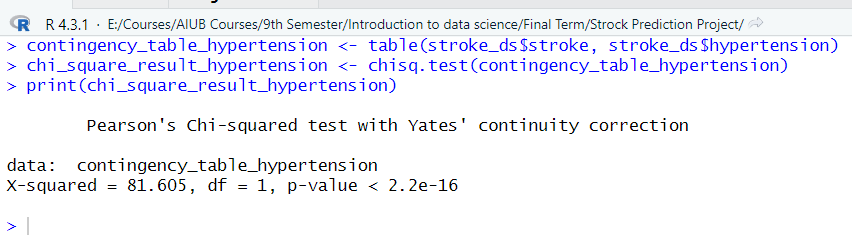 R R 4.3.1 · E:/Courses/AIUB Courses/9th Semester/Introduction to data science/Final Term/Strock Prediction Project/
> contingency_table_hypertension <- table(stroke_ds$stroke, stroke_ds$hypertension)
> chi_square_result_hypertension <- chisq.test(contingency_table_hypertension)
> print(chi_square_result_hypertension)
Pearson's Chi-squared test with Yates' continuity correction
data:  contingency_table_hypertension
X-squared = 81.605, df = 1, p-value < 2.2e-16
>